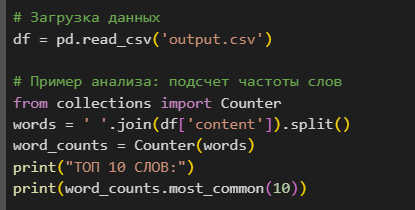 # Загрузка данных
df = pd.read_csv('output.csv')
# Пример анализа: подсчет частоты слов
from collections import Counter
words = ' '.join(df['content']).split()
word_counts = Counter(words)
print("ТОП 10 СЛОВ:")
print(word_counts.most_common(10))